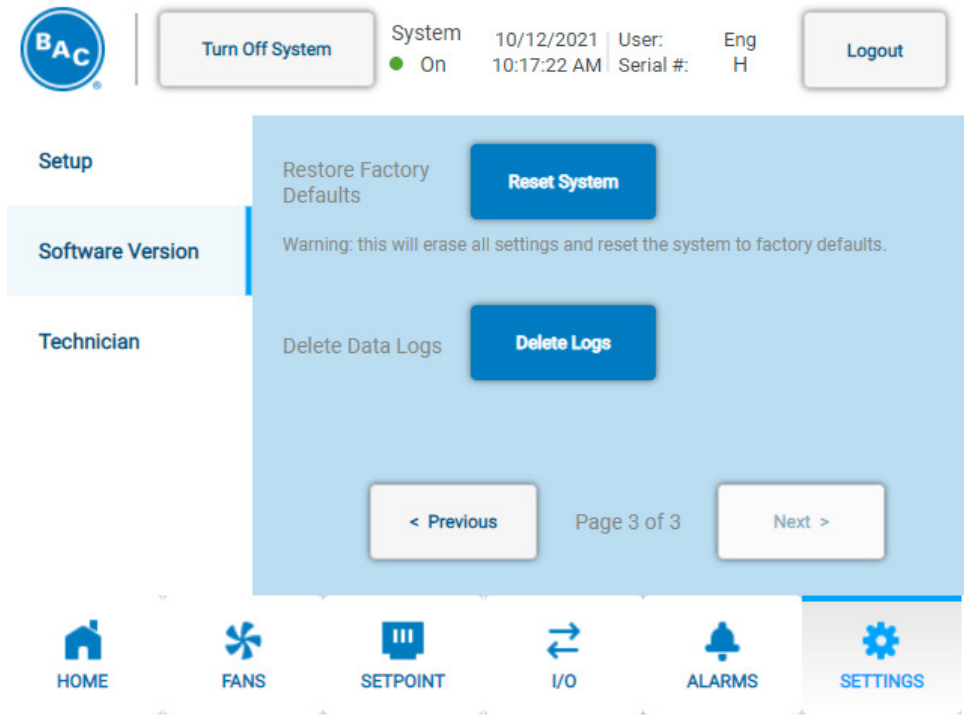 BAC
®
Turn Off System
System
On
10/12/2021
10:17:22 AM
User: Eng
Serial #: H
Logout
Setup
Software Version
Technician
Restore Factory
Defaults
Reset System
Warning: this will erase all settings and reset the system to factory defaults.
Delete Data Logs
Delete Logs
< Previous
Page 3 of 3
Next >
HOME
FANS
SETPOINT
I/O
ALARMS
SETTINGS